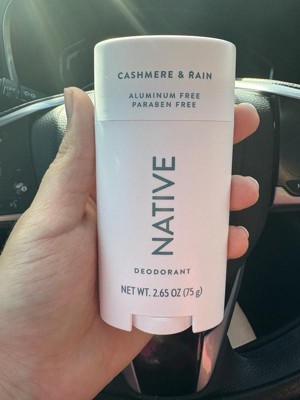 CASHMERE & RAIN
ALUMINUM FREE
PARABEN FREE
NATIVE
DEODORANT
NET WT. 2.65 OZ (75 g)